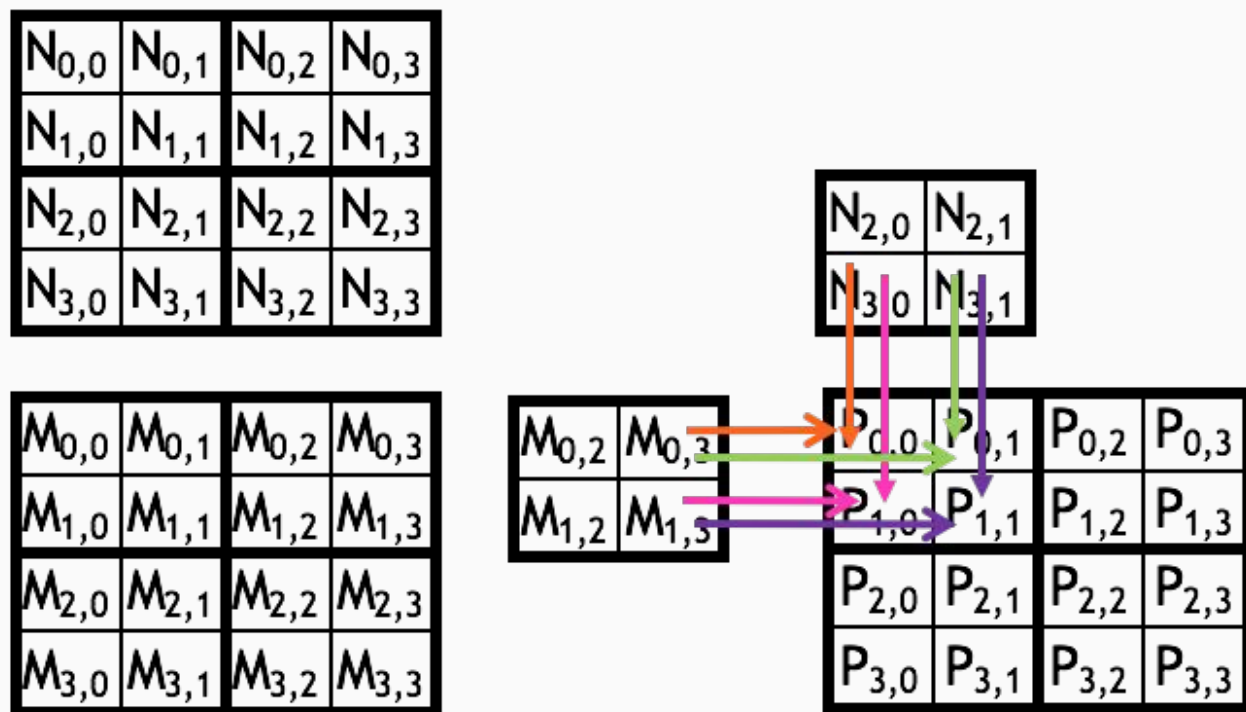 N0,0 N0,1 N0,2 N0,3
N1,0 N1,1 N1,2 N1,3
N2,0 N2,1 N2,2 N2,3
N3,0 N3,1 N3,2 N3,3
N2,0 N2,1
N3,0 N3,1
M0,0 M0,1 M0,2 M0,3
M1,0 M1,1 M1,2 M1,3
M2,0 M2,1 M2,2 M2,3
M3,0 M3,1 M3,2 M3,3
M0,2 M0,3
M1,2 M1,3
P0,0 P0,1 P0,2 P0,3
P1,0 P1,1 P1,2 P1,3
P2,0 P2,1 P2,2 P2,3
P3,0 P3,1 P3,2 P3,3